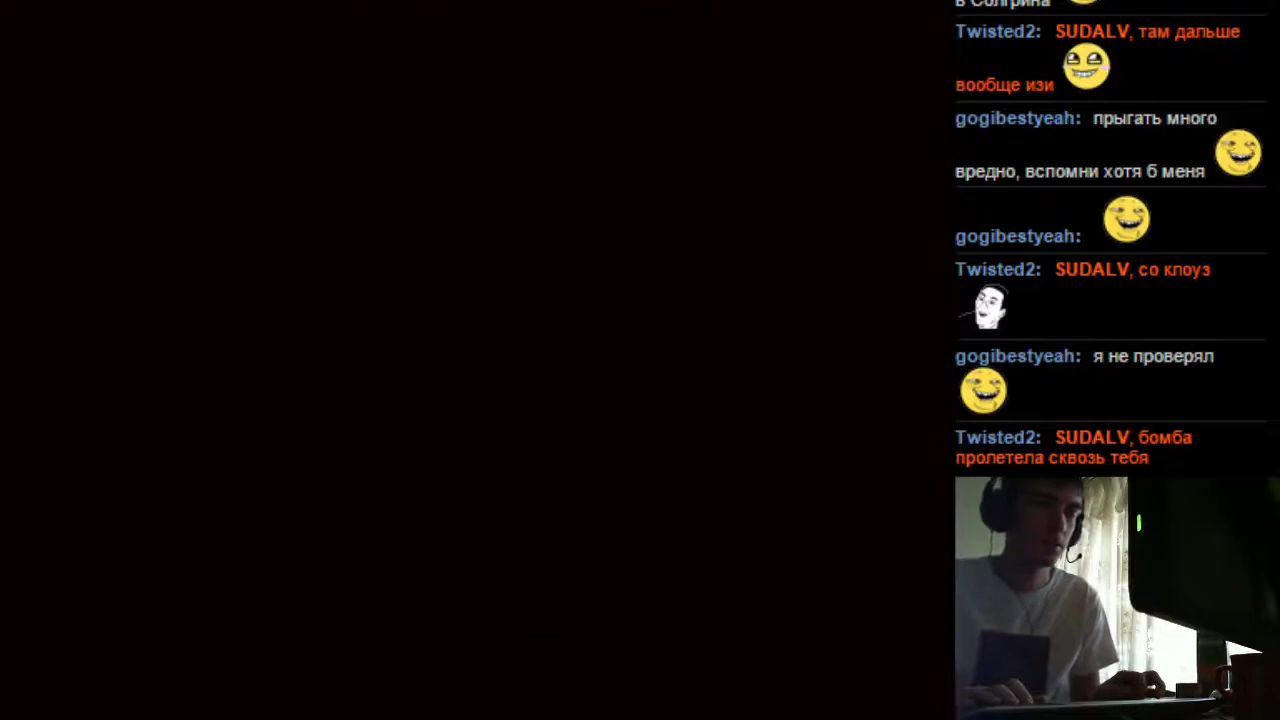 в Солгрина
Twisted2: SUDALV, там дальше
вообще изи
gogibestyeah: прыгать много
вредно, вспомни хотя б меня
gogibestyeah:
Twisted2: SUDALV, со клоуз
gogibestyeah: я не проверял
Twisted2: SUDALV, бомба
пролетела сквозь тебя